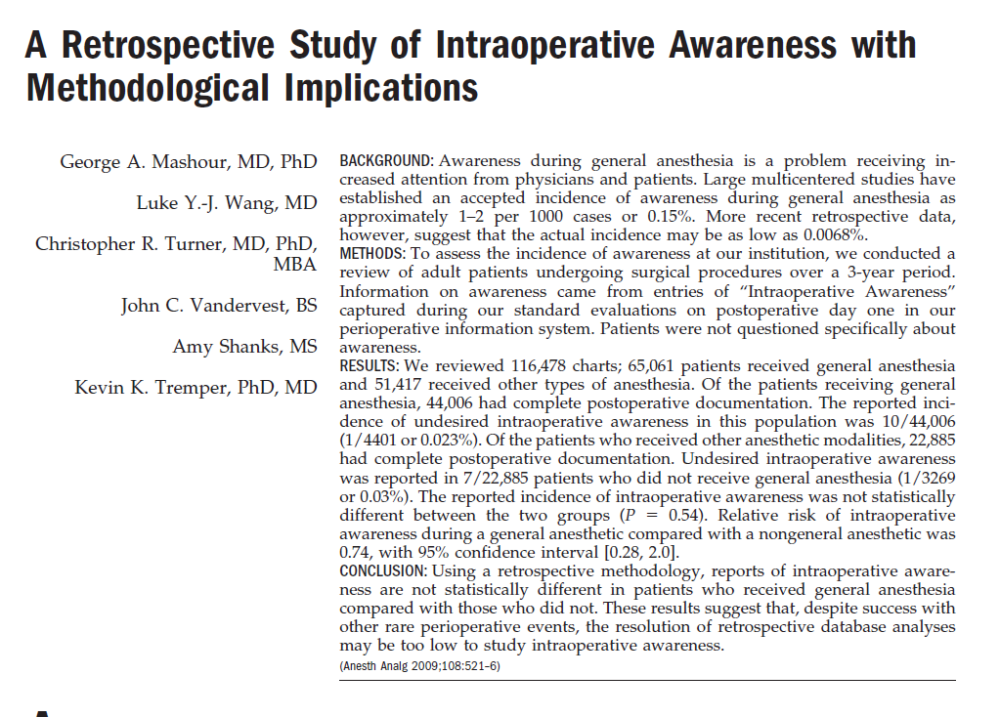 A Retrospective Study of Intraoperative Awareness with
Methodological Implications
George A. Mashour, MD, PhD
Luke Y.-J. Wang, MD
Christopher R. Turner, MD, PhD,
MBA
John C. Vandervest, BS
Amy Shanks, MS
Kevin K. Tremper, PhD, MD
BACKGROUND: Awareness during general anesthesia is a problem receiving in-
creased attention from physicians and patients. Large multicentered studies have
established an accepted incidence of awareness during general anesthesia as
approximately 1–2 per 1000 cases or 0.15%. More recent retrospective data,
however, suggest that the actual incidence may be as low as 0.0068%.
METHODS: To assess the incidence of awareness at our institution, we conducted a
review of adult patients undergoing surgical procedures over a 3-year period.
Information on awareness came from entries of “Intraoperative Awareness”
captured during our standard evaluations on postoperative day one in our
perioperative information system. Patients were not questioned specifically about
awareness.
RESULTS: We reviewed 116,478 charts; 65,061 patients received general anesthesia
and 51,417 received other types of anesthesia. Of the patients receiving general
anesthesia, 44,006 had complete postoperative documentation. The reported inci-
dence of undesired intraoperative awareness in this population was 10/44,006
(1/4401 or 0.023%). Of the patients who received other anesthetic modalities, 22,885
had complete postoperative documentation. Undesired intraoperative awareness
was reported in 7/22,885 patients who did not receive general anesthesia (1/3269
or 0.03%). The reported incidence of intraoperative awareness was not statistically
different between the two groups (P = 0.54). Relative risk of intraoperative
awareness during a general anesthetic compared with a nongeneral anesthetic was
0.74, with 95% confidence interval [0.28, 2.0].
CONCLUSION: Using a retrospective methodology, reports of intraoperative aware-
ness are not statistically different in patients who received general anesthesia
compared with those who did not. These results suggest that, despite success with
other rare perioperative events, the resolution of retrospective database analyses
may be too low to study intraoperative awareness.
(Anesth Analg 2009;108:521–6)